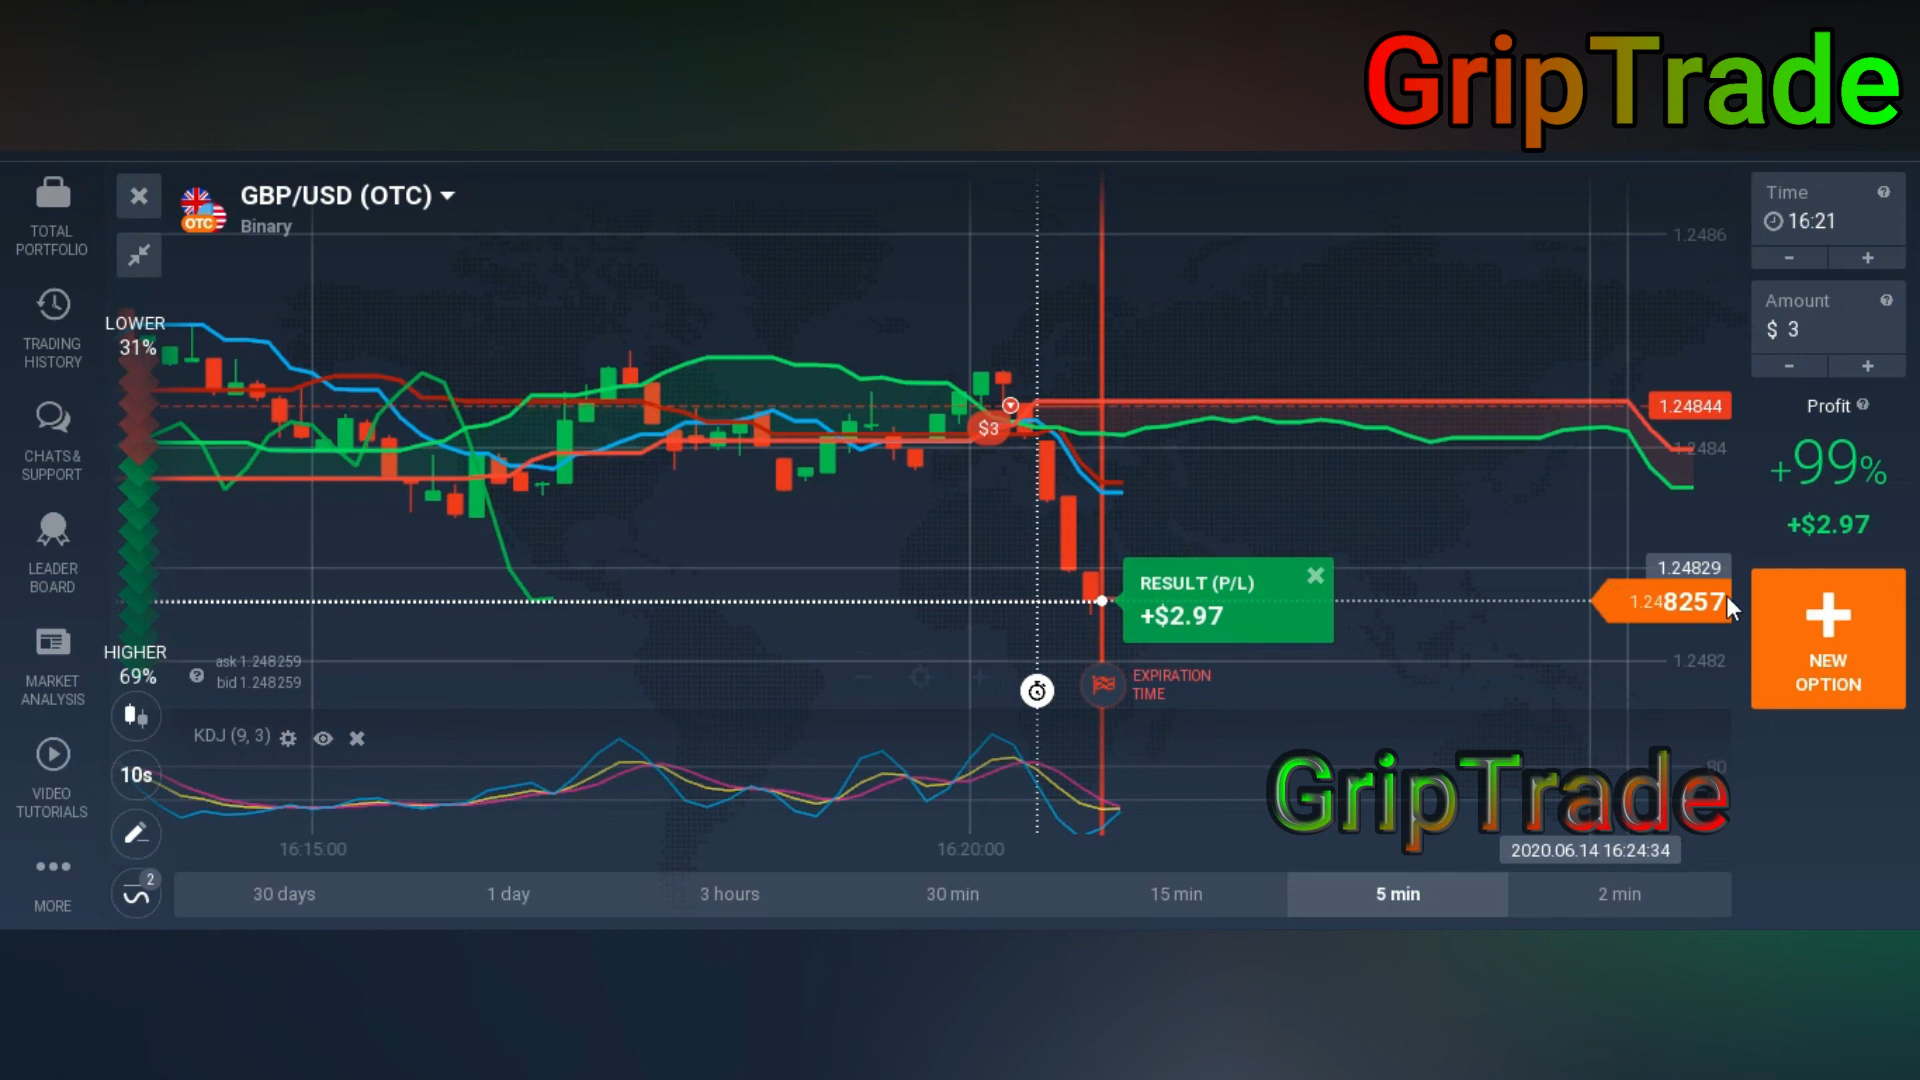 GripTrade
TOTAL
PORTFOLIO
TRADING
HISTORY
CHATS &
SUPPORT
LEADER
BOARD
MARKET
ANALYSIS
VIDEO
TUTORIALS
MORE
GBP/USD (OTC)
OTC
Binary
LOWER
31%
HIGHER
69%
ask 1.248259
bid 1.248259
KDJ (9, 3)
10s
2
$3
RESULT (P/L)
+$2.97
EXPIRATION
TIME
1.2486
1.24844
1.2484
1.24829
1.248257
1.2482
80
GripTrade
16:15:00
16:20:00
2020.06.14 16:24:34
30 days
1 day
3 hours
30 min
15 min
5 min
2 min
Time
16:21
- +
Amount
$ 3
- +
Profit
+99%
+$2.97
NEW
OPTION